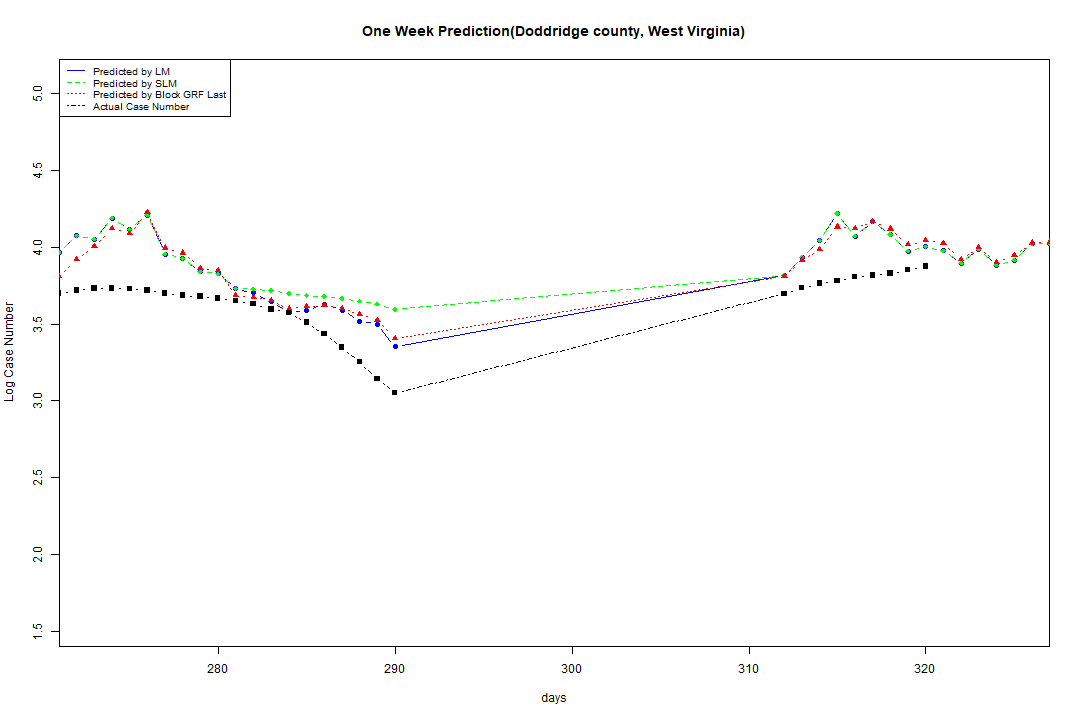 One Week Prediction(Doddridge county, West Virginia)
Predicted by LM
Predicted by SLM
Predicted by Block GRF Last
Actual Case Number
5.0
4.5
4.0
3.5
3.0
2.5
2.0
1.5
Log Case Number
280 290 300 310 320
days